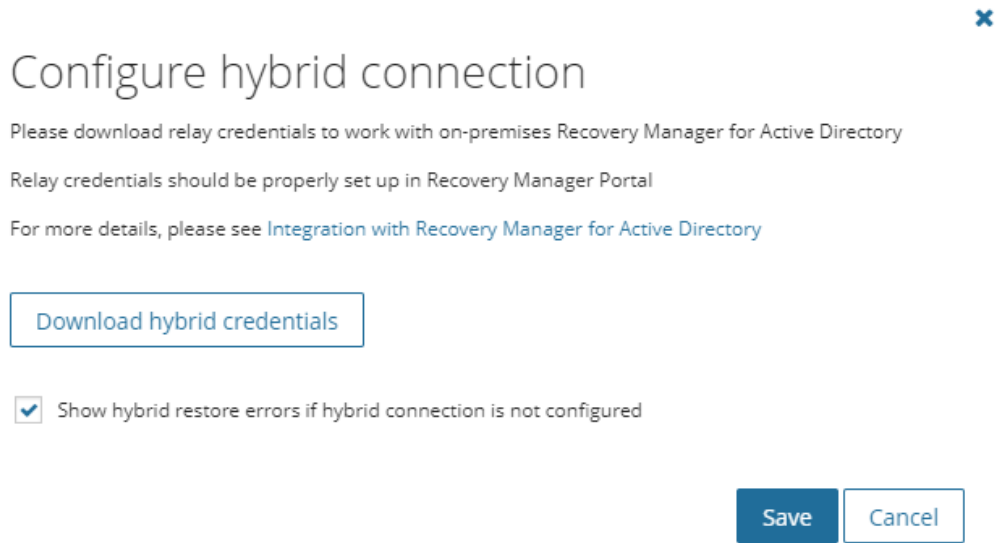 Configure hybrid connection
Please download relay credentials to work with on-premises Recovery Manager for Active Directory
Relay credentials should be properly set up in Recovery Manager Portal
For more details, please see Integration with Recovery Manager for Active Directory
Download hybrid credentials
Show hybrid restore errors if hybrid connection is not configured
Save Cancel